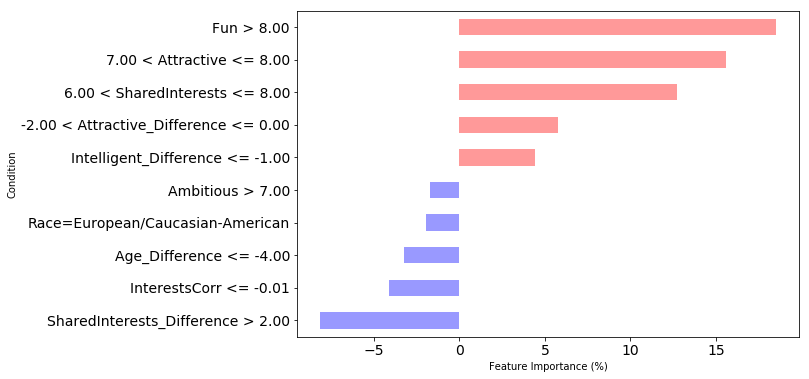 Fun > 8.00
7.00 < Attractive <= 8.00
6.00 < SharedInterests <= 8.00
-2.00 < Attractive_Difference <= 0.00
Intelligent_Difference <= -1.00
Ambitious > 7.00
Race=European/Caucasian-American
Age_Difference <= -4.00
InterestsCorr <= -0.01
SharedInterests_Difference > 2.00
Condition
−5 0 5 10 15
Feature Importance (%)